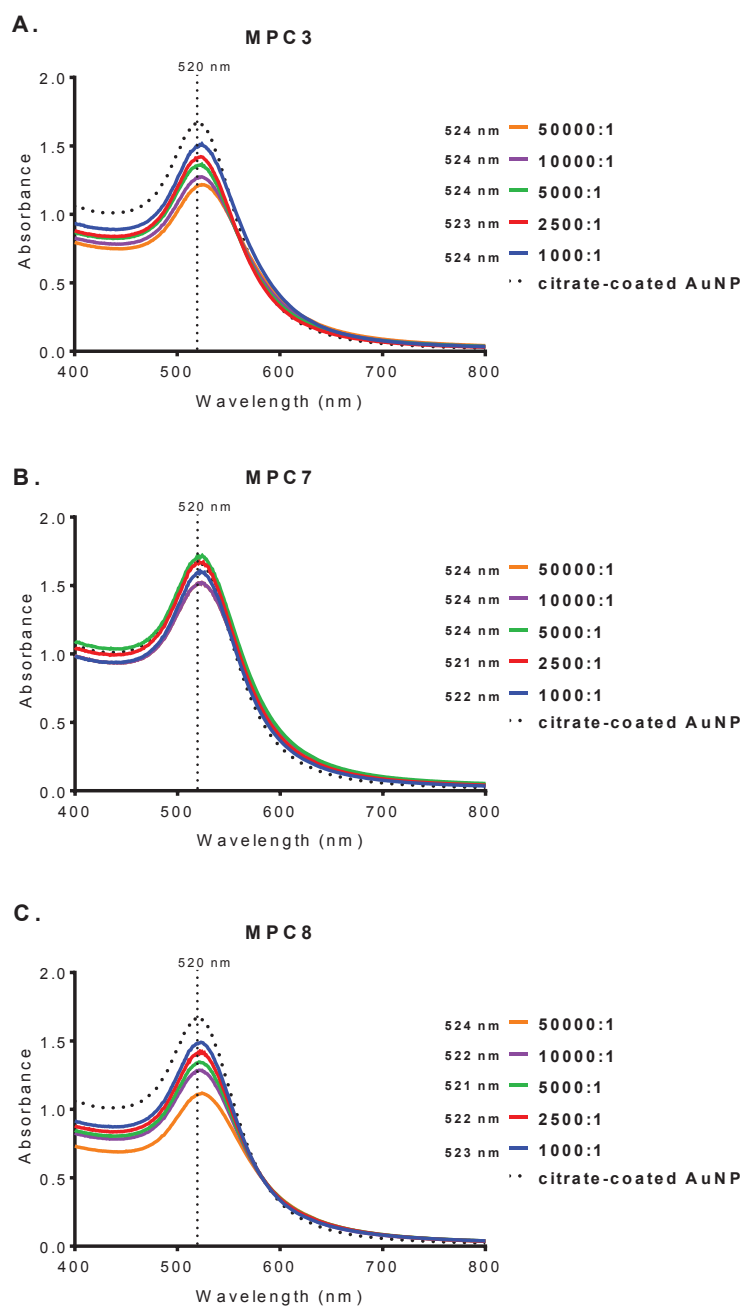 A.
MPC3
520 nm
2.0
1.5
1.0
0.5
0.0
Absorbance
400 500 600 700 800
Wavelength (nm)
524 nm 50000:1
524 nm 10000:1
524 nm 5000:1
523 nm 2500:1
524 nm 1000:1
citrate-coated AuNP
B.
MPC7
520 nm
2.0
1.5
1.0
0.5
0.0
Absorbance
400 500 600 700 800
Wavelength (nm)
524 nm 50000:1
524 nm 10000:1
524 nm 5000:1
521 nm 2500:1
522 nm 1000:1
citrate-coated AuNP
C.
MPC8
520 nm
2.0
1.5
1.0
0.5
0.0
Absorbance
400 500 600 700 800
Wavelength (nm)
524 nm 50000:1
522 nm 10000:1
521 nm 5000:1
522 nm 2500:1
523 nm 1000:1
citrate-coated AuNP